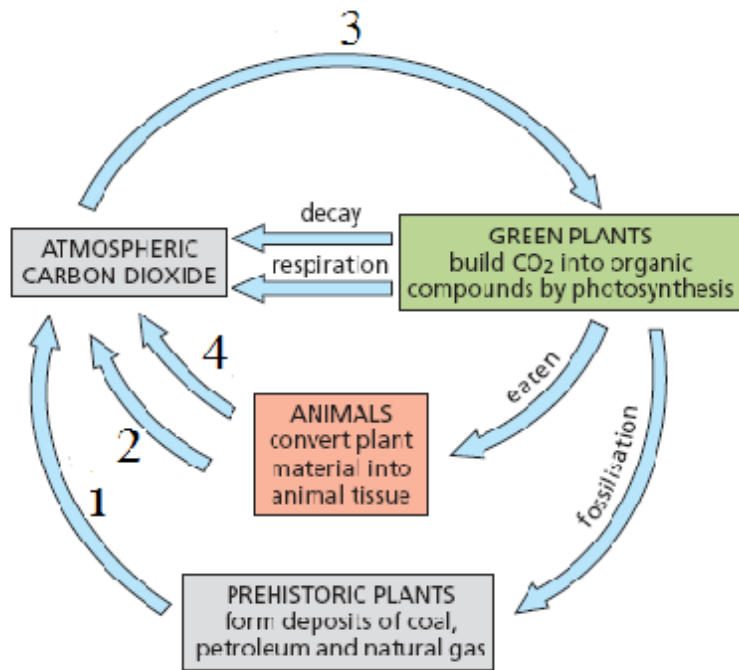 3
decay
respiration
ATMOSPHERIC
CARBON DIOXIDE
GREEN PLANTS
build CO₂ into organic
compounds by photosynthesis
4
2
1
eaten
fossilisation
ANIMALS
convert plant
material into
animal tissue
PREHISTORIC PLANTS
form deposits of coal,
petroleum and natural gas